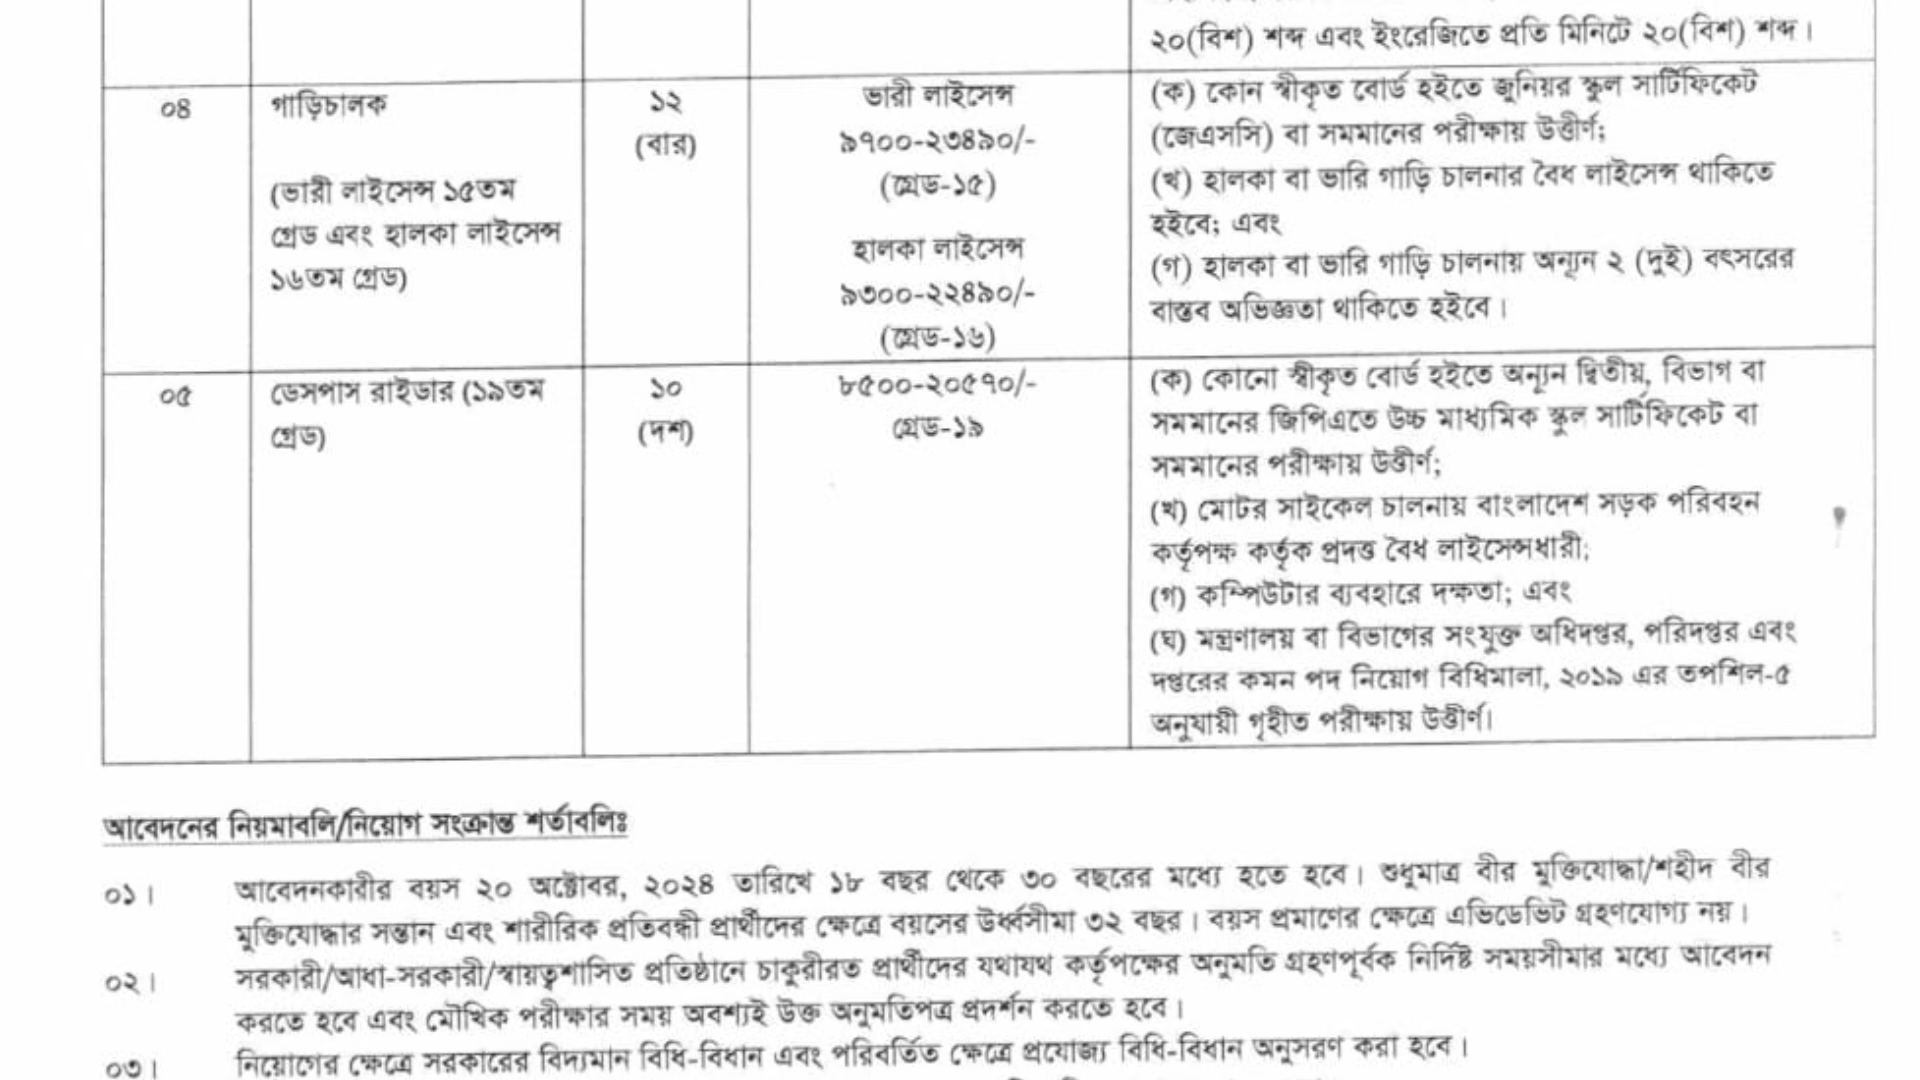 ২০(বিশ) শব্দ এবং ইংরেজিতে প্রতি মিনিটে ২০(বিশ) শব্দ।
০৪
গাড়িচালক
(ভারী লাইসেন্স ১৫তম
গ্রেড এবং হালকা লাইসেন্স
১৬তম গ্রেড)
১২
(বার)
ভারী লাইসেন্স
৯৭০০-২৩৪৯০/-
(গ্রেড-১৫)
হালকা লাইসেন্স
৯৩০০-২২৪৯০/-
(গ্রেড-১৬)
(ক) কোন স্বীকৃত বোর্ড হইতে জুনিয়র স্কুল সার্টিফিকেট
(জেএসসি) বা সমমানের পরীক্ষায় উত্তীর্ণ;
(খ) হালকা বা ভারি গাড়ি চালনার বৈধ লাইসেন্স থাকিতে
হইবে; এবং
(গ) হালকা বা ভারি গাড়ি চালনায় অন্যূন ২ (দুই) বৎসরের
বাস্তব অভিজ্ঞতা থাকিতে হইবে।
০৫
ডেসপাস রাইডার (১৯তম
গ্রেড)
১০
(দশ)
৮৫০০-২০৫৭০/-
গ্রেড-১৯
(ক) কোনো স্বীকৃত বোর্ড হইতে অন্যূন দ্বিতীয়, বিভাগ বা
সমমানের জিপিএতে উচ্চ মাধ্যমিক স্কুল সার্টিফিকেট বা
সমমানের পরীক্ষায় উত্তীর্ণ;
(খ) মোটর সাইকেল চালনায় বাংলাদেশ সড়ক পরিবহন
কর্তৃপক্ষ কর্তৃক প্রদত্ত বৈধ লাইসেন্সধারী;
(গ) কম্পিউটার ব্যবহারে দক্ষতা; এবং
(ঘ) মন্ত্রণালয় বা বিভাগের সংযুক্ত অধিদপ্তর, পরিদপ্তর এবং
দপ্তরের কমন পদ নিয়োগ বিধিমালা, ২০১৯ এর তপশিল-৫
অনুযায়ী গৃহীত পরীক্ষায় উত্তীর্ণ।
আবেদনের নিয়মাবলি/নিয়োগ সংক্রান্ত শর্তাবলিঃ
০১। আবেদনকারীর বয়স ২০ অক্টোবর, ২০২৪ তারিখে ১৮ বছর থেকে ৩০ বছরের মধ্যে হতে হবে। শুধুমাত্র বীর মুক্তিযোদ্ধা/শহীদ বীর
মুক্তিযোদ্ধার সন্তান এবং শারীরিক প্রতিবন্ধী প্রার্থীদের ক্ষেত্রে বয়সের উর্ধ্বসীমা ৩২ বছর। বয়স প্রমাণের ক্ষেত্রে এভিডেভিট গ্রহণযোগ্য নয়।
০২। সরকারী/আধা-সরকারী/স্বায়ত্বশাসিত প্রতিষ্ঠানে চাকুরীরত প্রার্থীদের যথাযথ কর্তৃপক্ষের অনুমতি গ্রহণপূর্বক নির্দিষ্ট সময়সীমার মধ্যে আবেদন
করতে হবে এবং মৌখিক পরীক্ষার সময় অবশ্যই উক্ত অনুমতিপত্র প্রদর্শন করতে হবে।
০৩। নিয়োগের ক্ষেত্রে সরকারের বিদ্যমান বিধি-বিধান এবং পরিবর্তিত ক্ষেত্রে প্রযোজ্য বিধি-বিধান অনুসরণ করা হবে।